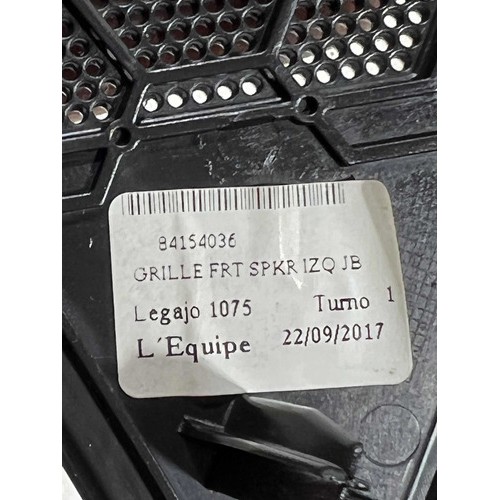 84154036
GRILLE FRT SPKR IZQ JB
Legajo 1075 Turno 1
L´Equipe 22/09/2017